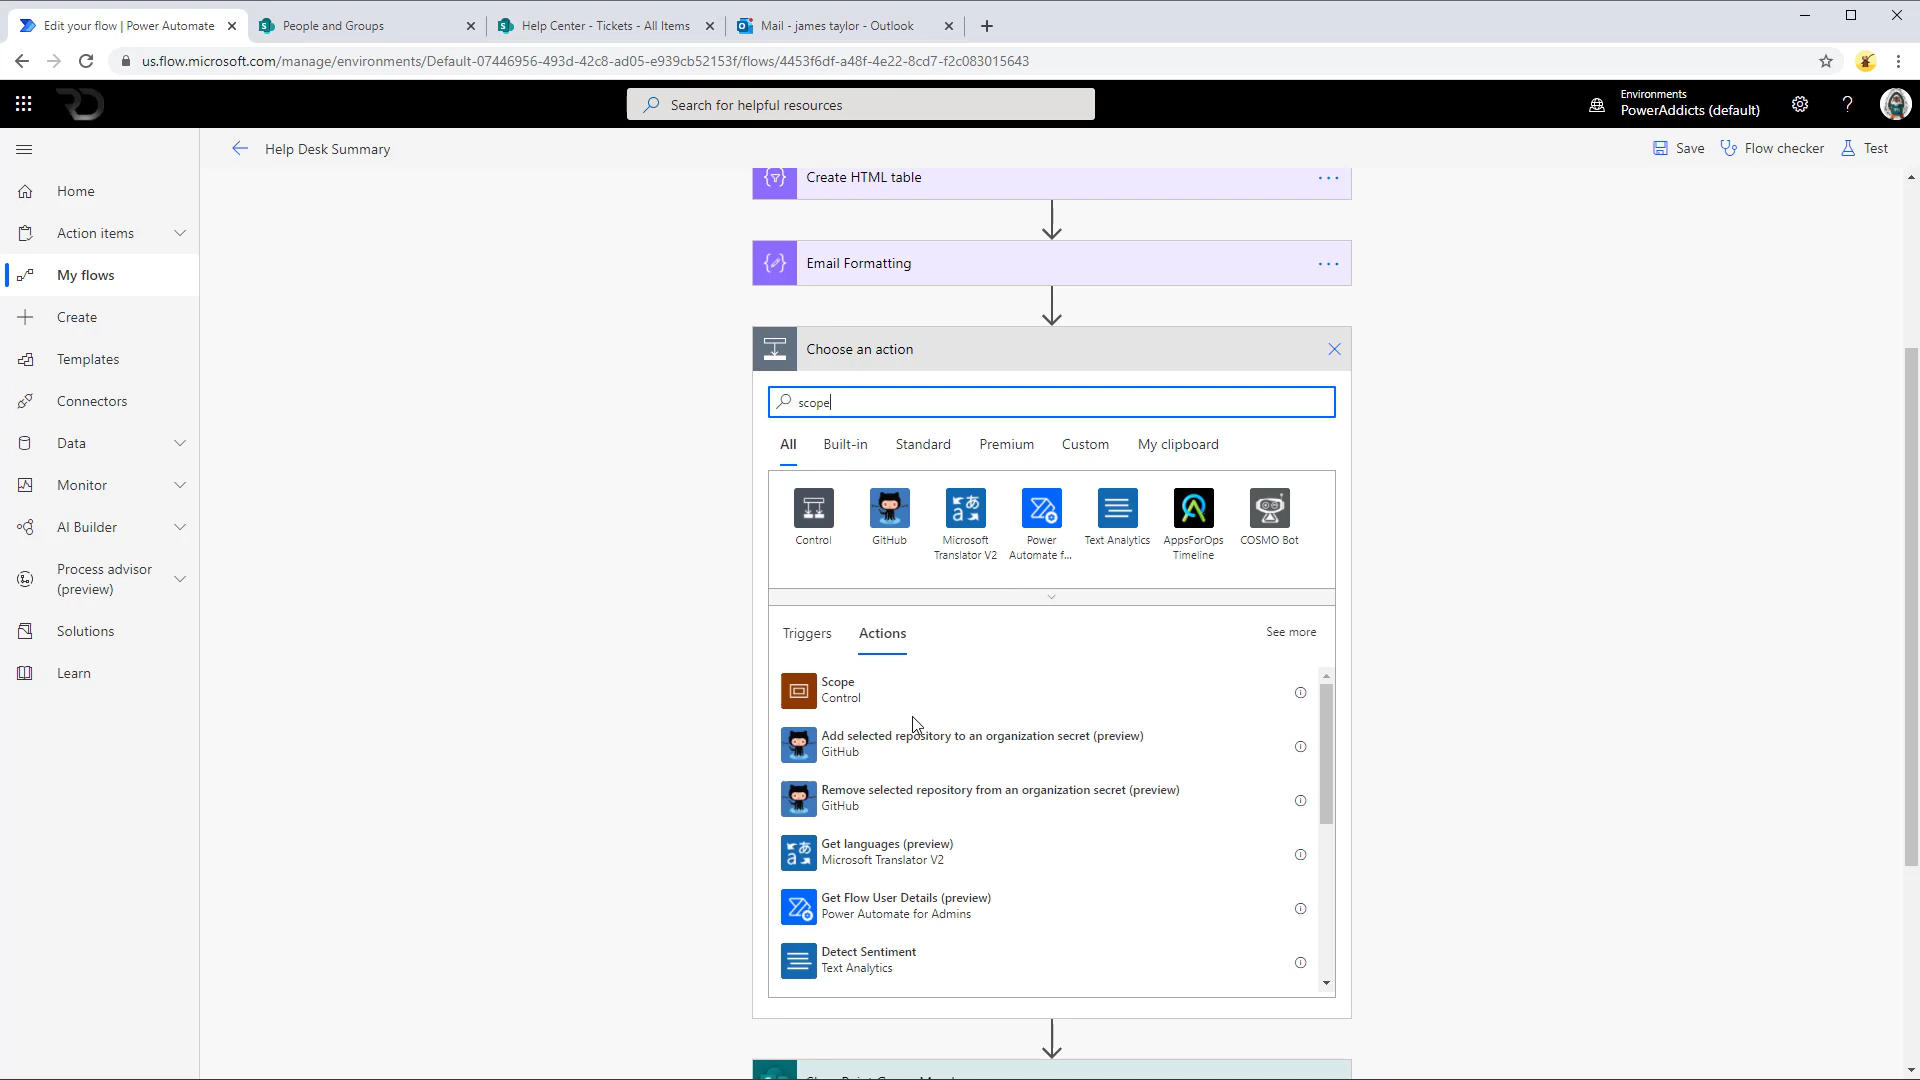 Edit your flow | Power Automate
People and Groups
Help Center - Tickets - All Items
Mail - james taylor - Outlook
us.flow.microsoft.com/manage/environments/Default-07446956-493d-42c8-ad05-e939cb52153f/flows/4453f6df-a48f-4e22-8cd7-f2c083015643
Search for helpful resources
Environments
PowerAddicts (default)
Help Desk Summary
Save
Flow checker
Test
Home
Action items
My flows
Create
Templates
Connectors
Data
Monitor
AI Builder
Process advisor
(preview)
Solutions
Learn
Create HTML table
Email Formatting
Choose an action
scope
All
Built-in
Standard
Premium
Custom
My clipboard
Control
GitHub
Microsoft
Translator V2
Power
Automate f...
Text Analytics
AppsForOps
Timeline
COSMO Bot
Triggers
Actions
See more
Scope
Control
Add selected repository to an organization secret (preview)
GitHub
Remove selected repository from an organization secret (preview)
GitHub
Get languages (preview)
Microsoft Translator V2
Get Flow User Details (preview)
Power Automate for Admins
Detect Sentiment
Text Analytics